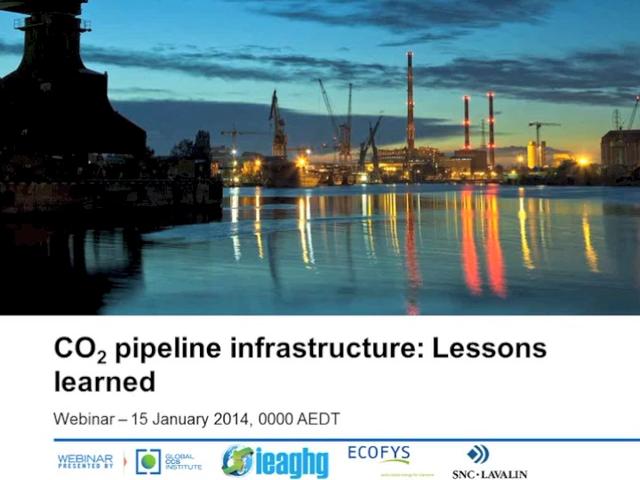 CO₂ pipeline infrastructure: Lessons
learned
Webinar – 15 January 2014, 0000 AEDT
WEBINAR
PRESENTED BY
GLOBAL
CCS
INSTITUTE
ieaghg
ECOFYS
SNC · LAVALIN